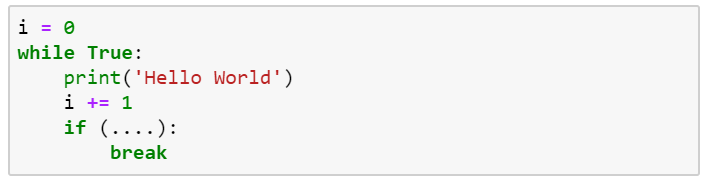 i = 0
while True:
    print('Hello World')
    i += 1
    if (....):
        break